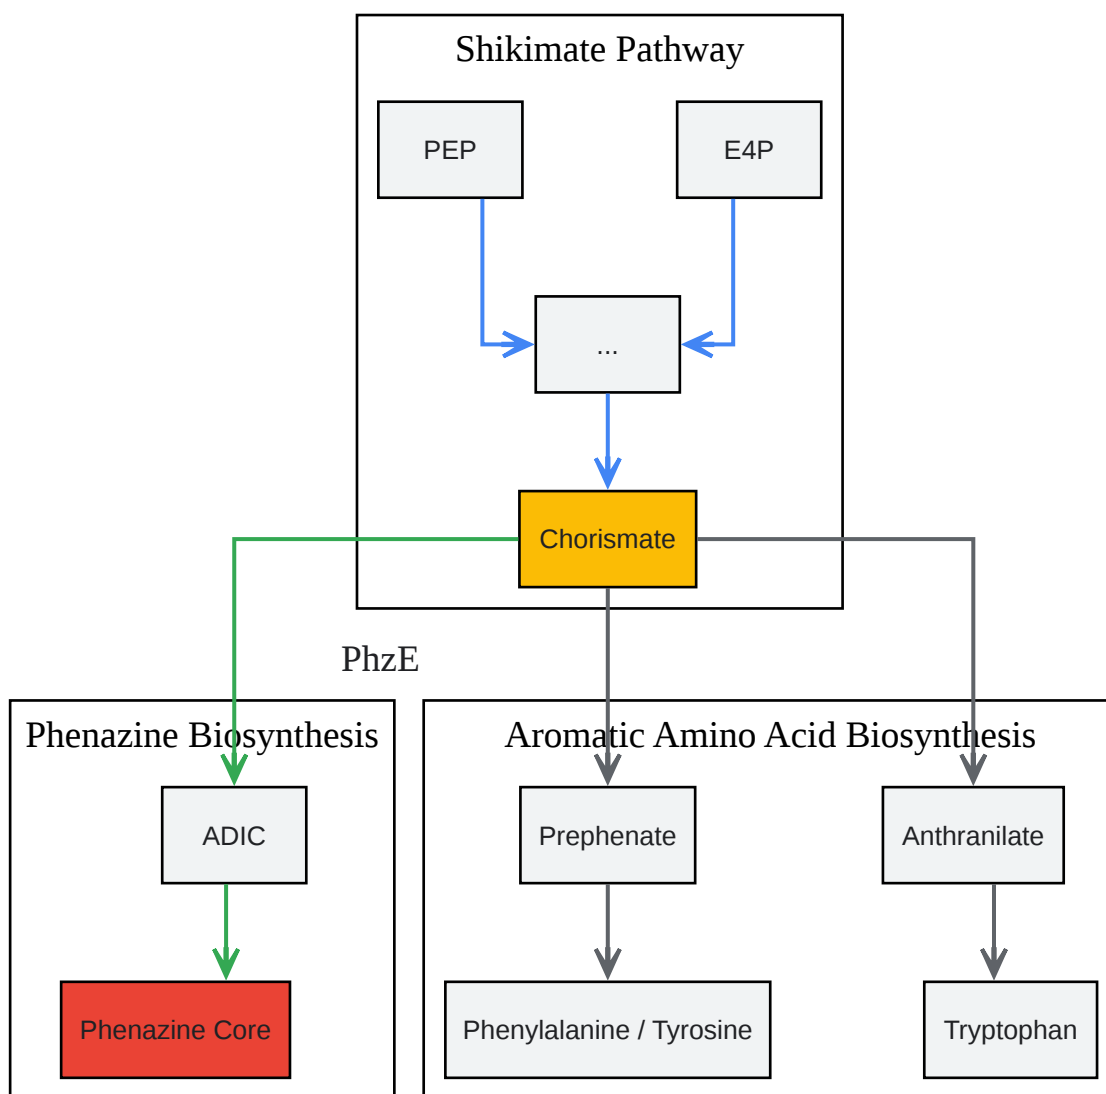 Shikimate Pathway
PEP
E4P
...
Chorismate
PhzE
Phenazine Biosynthesis
Aromatic Amino Acid Biosynthesis
ADIC
Prephenate
Anthranilate
Phenazine Core
Phenylalanine / Tyrosine
Tryptophan